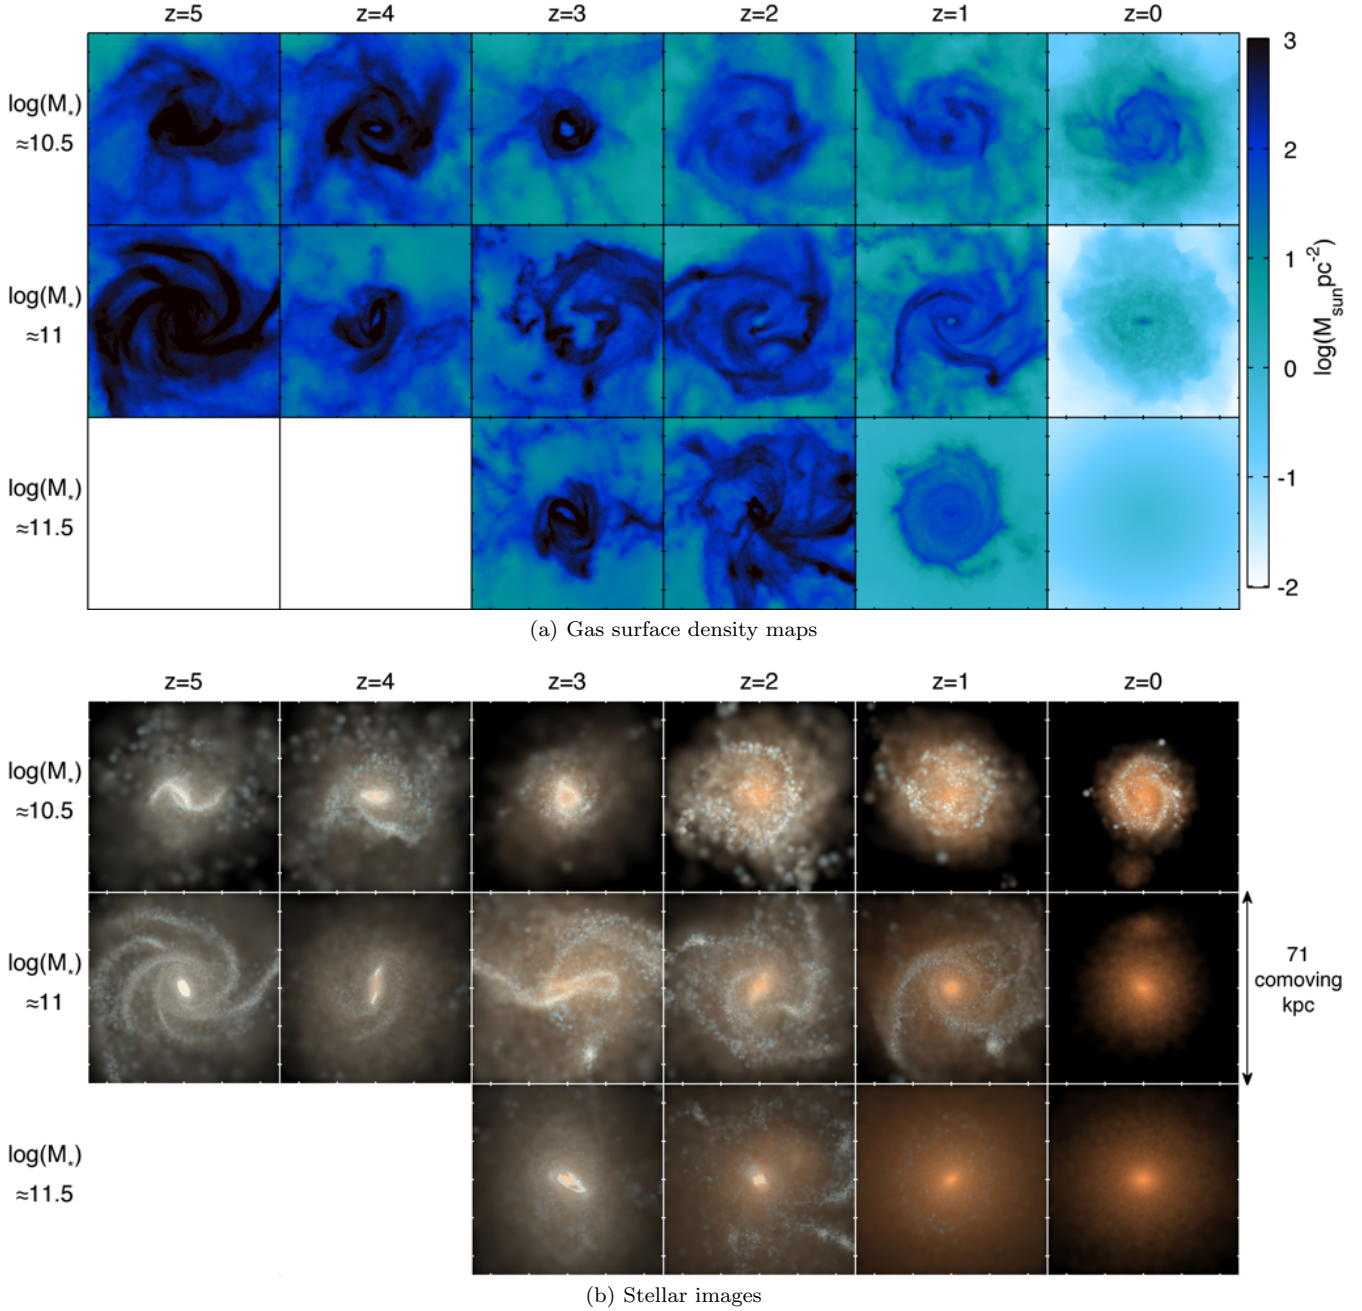 z=5 z=4 z=3 z=2 z=1 z=0
log(M⋆)
≈10.5
log(M⋆)
≈11
log(M⋆)
≈11.5
3
2
1
0
-1
-2
log(M_sun pc^-2)
(a) Gas surface density maps
z=5 z=4 z=3 z=2 z=1 z=0
log(M⋆)
≈10.5
log(M⋆)
≈11
71
comoving
kpc
log(M⋆)
≈11.5
(b) Stellar images